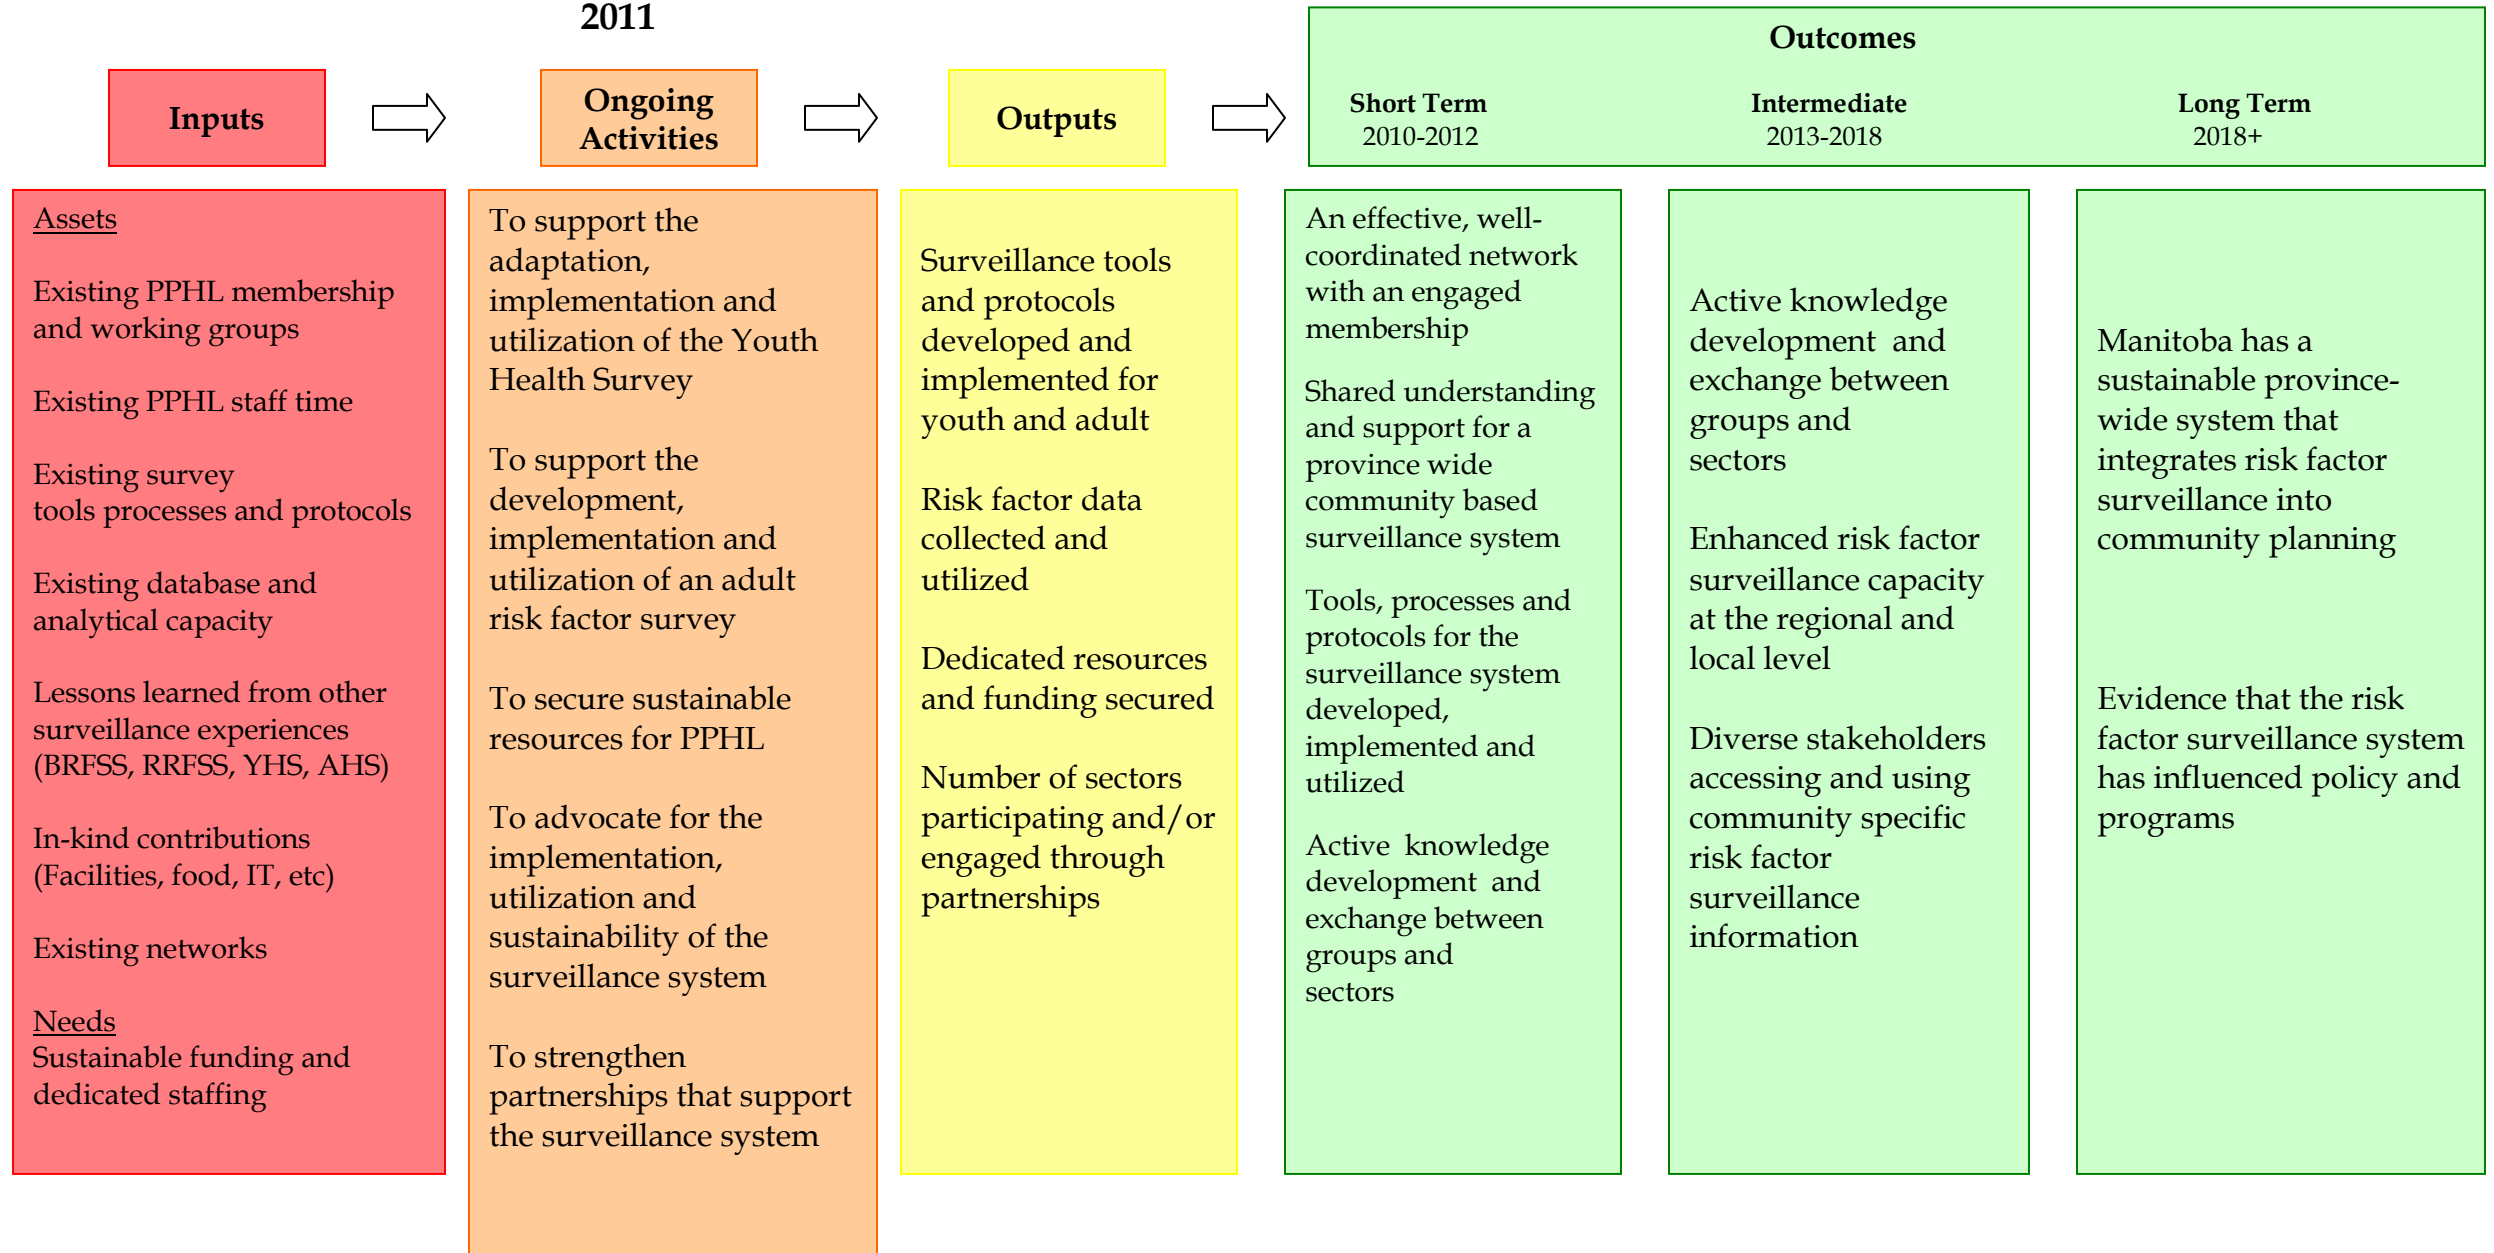 2011
Inputs
Ongoing
Activities
Outputs
Outcomes
Short Term
2010-2012
Intermediate
2013-2018
Long Term
2018+
Assets
Existing PPHL membership
and working groups
Existing PPHL staff time
Existing survey
tools processes and protocols
Existing database and
analytical capacity
Lessons learned from other
surveillance experiences
(BRFSS, RRFSS, YHS, AHS)
In-kind contributions
(Facilities, food, IT, etc)
Existing networks
Needs
Sustainable funding and
dedicated staffing
To support the
adaptation,
implementation and
utilization of the Youth
Health Survey
To support the
development,
implementation and
utilization of an adult
risk factor survey
To secure sustainable
resources for PPHL
To advocate for the
implementation,
utilization and
sustainability of the
surveillance system
To strengthen
partnerships that support
the surveillance system
Surveillance tools
and protocols
developed and
implemented for
youth and adult
Risk factor data
collected and
utilized
Dedicated resources
and funding secured
Number of sectors
participating and/or
engaged through
partnerships
An effective, well-
coordinated network
with an engaged
membership
Shared understanding
and support for a
province wide
community based
surveillance system
Tools, processes and
protocols for the
surveillance system
developed,
implemented and
utilized
Active  knowledge
development  and
exchange between
groups and
sectors
Active knowledge
development  and
exchange between
groups and
sectors
Enhanced risk factor
surveillance capacity
at the regional and
local level
Diverse stakeholders
accessing and using
community specific
risk factor
surveillance
information
Manitoba has a
sustainable province-
wide system that
integrates risk factor
surveillance into
community planning
Evidence that the risk
factor surveillance system
has influenced policy and
programs